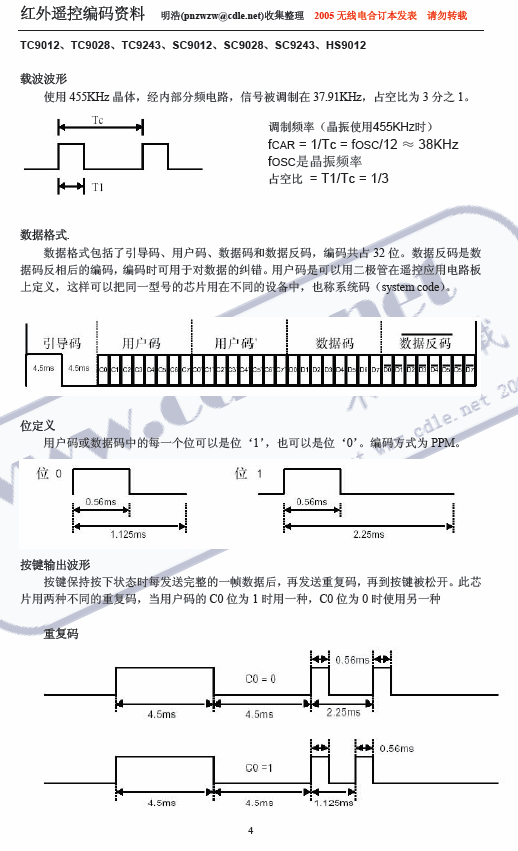 红外遥控编码资料 明浩(pnzwzw@cdle.net)收集整理 2005 无线电合订本发表 请勿转载
TC9012、TC9028、TC9243、SC9012、SC9028、SC9243、HS9012
载波波形
使用 455KHz 晶体，经内部分频电路，信号被调制在 37.91KHz，占空比为 3 分之 1。
Tc
T1
调制频率（晶振使用455KHz时）
fCAR = 1/Tc = fOSC/12 ≈ 38KHz
fOSC是晶振频率
占空比 = T1/Tc = 1/3
数据格式.
数据格式包括了引导码、用户码、数据码和数据反码，编码共占 32 位。数据反码是数
据码反相后的编码，编码时可用于对数据的纠错。用户码是可以用二极管在遥控应用电路板
上定义，这样可以把同一型号的芯片用在不同的设备中，也称系统码（system code）。
引导码 用户码 用户码' 数据码 数据反码
4.5ms 4.5ms C0 C1 C2 C3 C4 C5 C6 C7 C0' C1' C2' C3' C4' C5' C6' C7' D0 D1 D2 D3 D4 D5 D6 D7 D0 D1 D2 D3 D4 D5 D6 D7
位定义
用户码或数据码中的每一个位可以是位‘1’，也可以是位‘0’。编码方式为 PPM。
位 0
0.56ms
1.125ms
位 1
0.56ms
2.25ms
按键输出波形
按键保持按下状态时每发送完整的一帧数据后，再发送重复码，再到按键被松开。此芯
片用两种不同的重复码，当用户码的 C0 位为 1 时用一种，C0 位为 0 时使用另一种
重复码
0.56ms
C0 = 0
4.5ms 4.5ms 2.25ms
0.56ms
C0 =1
4.5ms 4.5ms 1.125ms
4